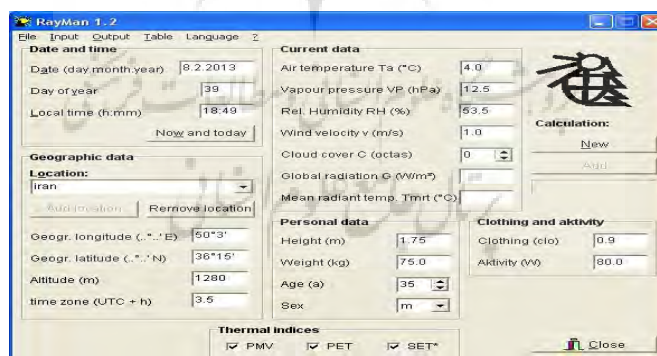 RayMan 1.2
File Input Output Table Language ?
Date and time
Date (day.month.year) 8.2.2013
Day of year 39
Local time (h:mm) 18:49
Now and today
Geographic data
Location:
iran
Add location Remove location
Geogr. longitude (..°..' E) 50°3'
Geogr. latitude (..°..' N) 36°15'
Altitude (m) 1280
time zone (UTC + h) 3.5
Current data
Air temperature Ta (°C) 4.0
Vapour pressure VP (hPa) 12.5
Rel. Humidity RH (%) 53.5
Wind velocity v (m/s) 1.0
Cloud cover C (octas) 0
Global radiation G (W/m²)
Mean radiant temp. Tmrt (°C)
Personal data
Height (m) 1.75
Weight (kg) 75.0
Age (a) 35
Sex m
Calculation:
New
Add
Clothing and aktivity
Clothing (clo) 0.9
Aktivity (W) 80.0
Thermal indices
PMV PET SET*
Close